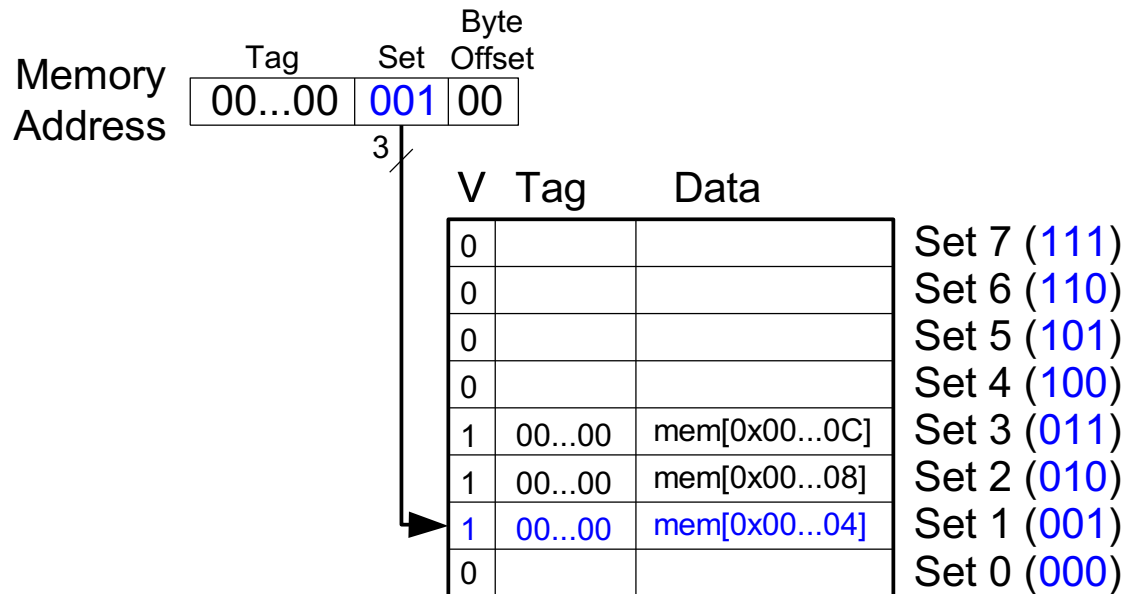 Byte
Tag Set Offset
Memory Address
00...00 001 00
3
V Tag Data
0 Set 7 (111)
0 Set 6 (110)
0 Set 5 (101)
0 Set 4 (100)
1 00...00 mem[0x00...0C] Set 3 (011)
1 00...00 mem[0x00...08] Set 2 (010)
1 00...00 mem[0x00...04] Set 1 (001)
0 Set 0 (000)